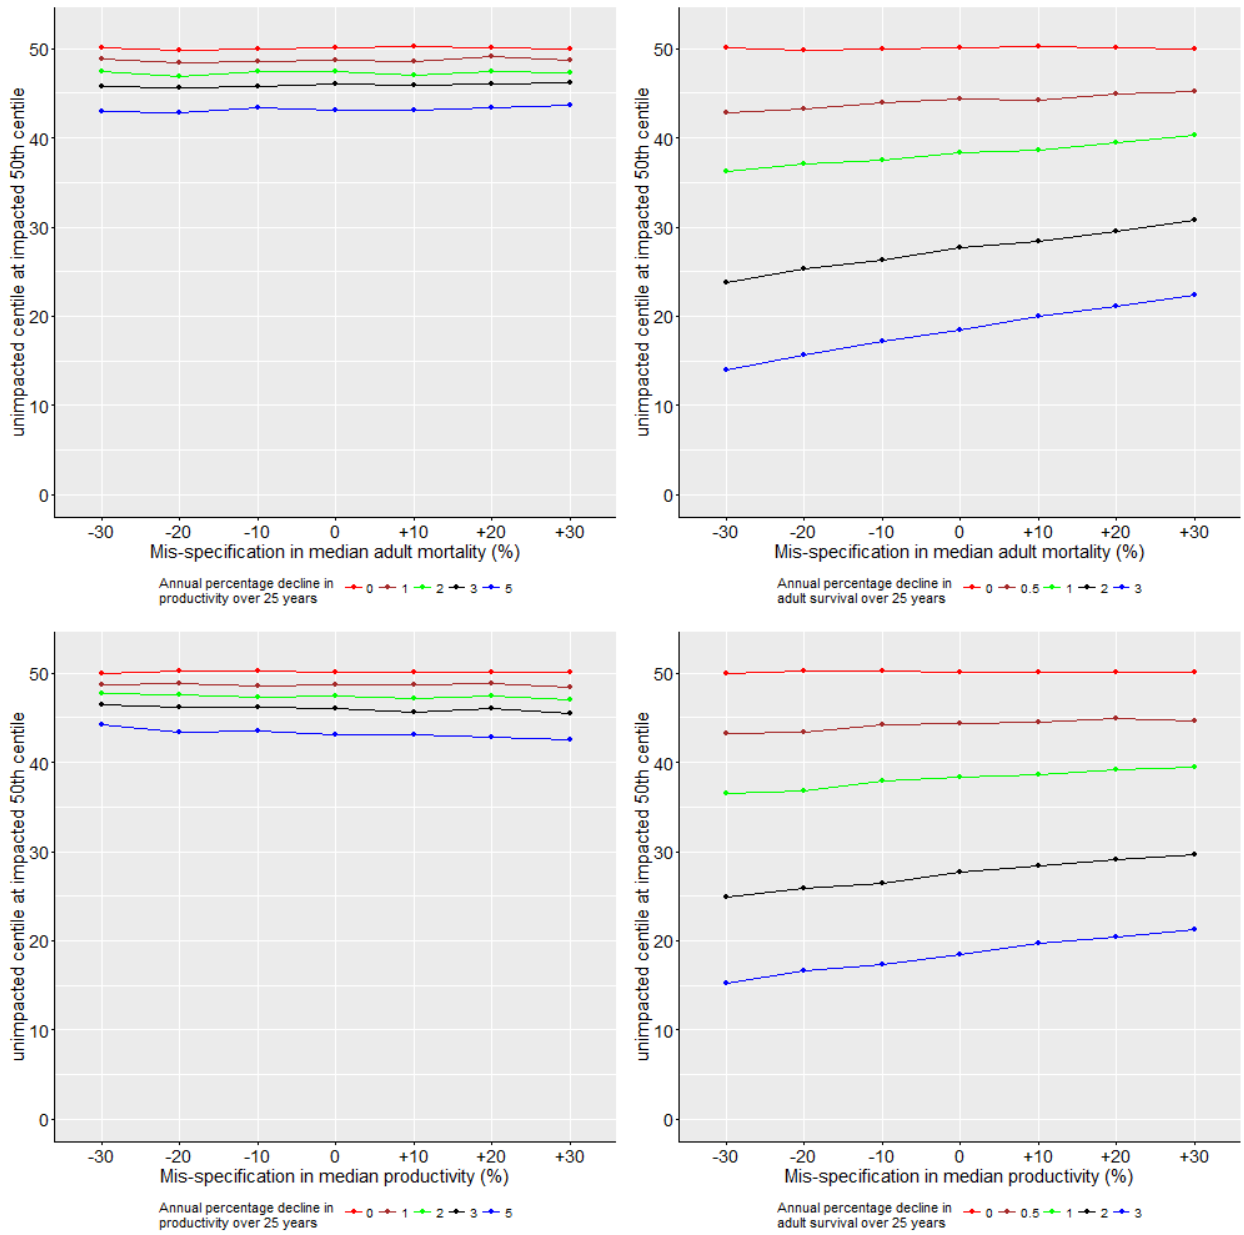 unimpacted centile at impacted 50th centile
50
40
30
20
10
0
-30 -20 -10 0 +10 +20 +30
Mis-specification in median adult mortality (%)
Annual percentage decline in
productivity over 25 years
0 1 2 3 5
unimpacted centile at impacted 50th centile
50
40
30
20
10
0
-30 -20 -10 0 +10 +20 +30
Mis-specification in median adult mortality (%)
Annual percentage decline in
adult survival over 25 years
0 0.5 1 2 3
unimpacted centile at impacted 50th centile
50
40
30
20
10
0
-30 -20 -10 0 +10 +20 +30
Mis-specification in median productivity (%)
Annual percentage decline in
productivity over 25 years
0 1 2 3 5
unimpacted centile at impacted 50th centile
50
40
30
20
10
0
-30 -20 -10 0 +10 +20 +30
Mis-specification in median productivity (%)
Annual percentage decline in
adult survival over 25 years
0 0.5 1 2 3